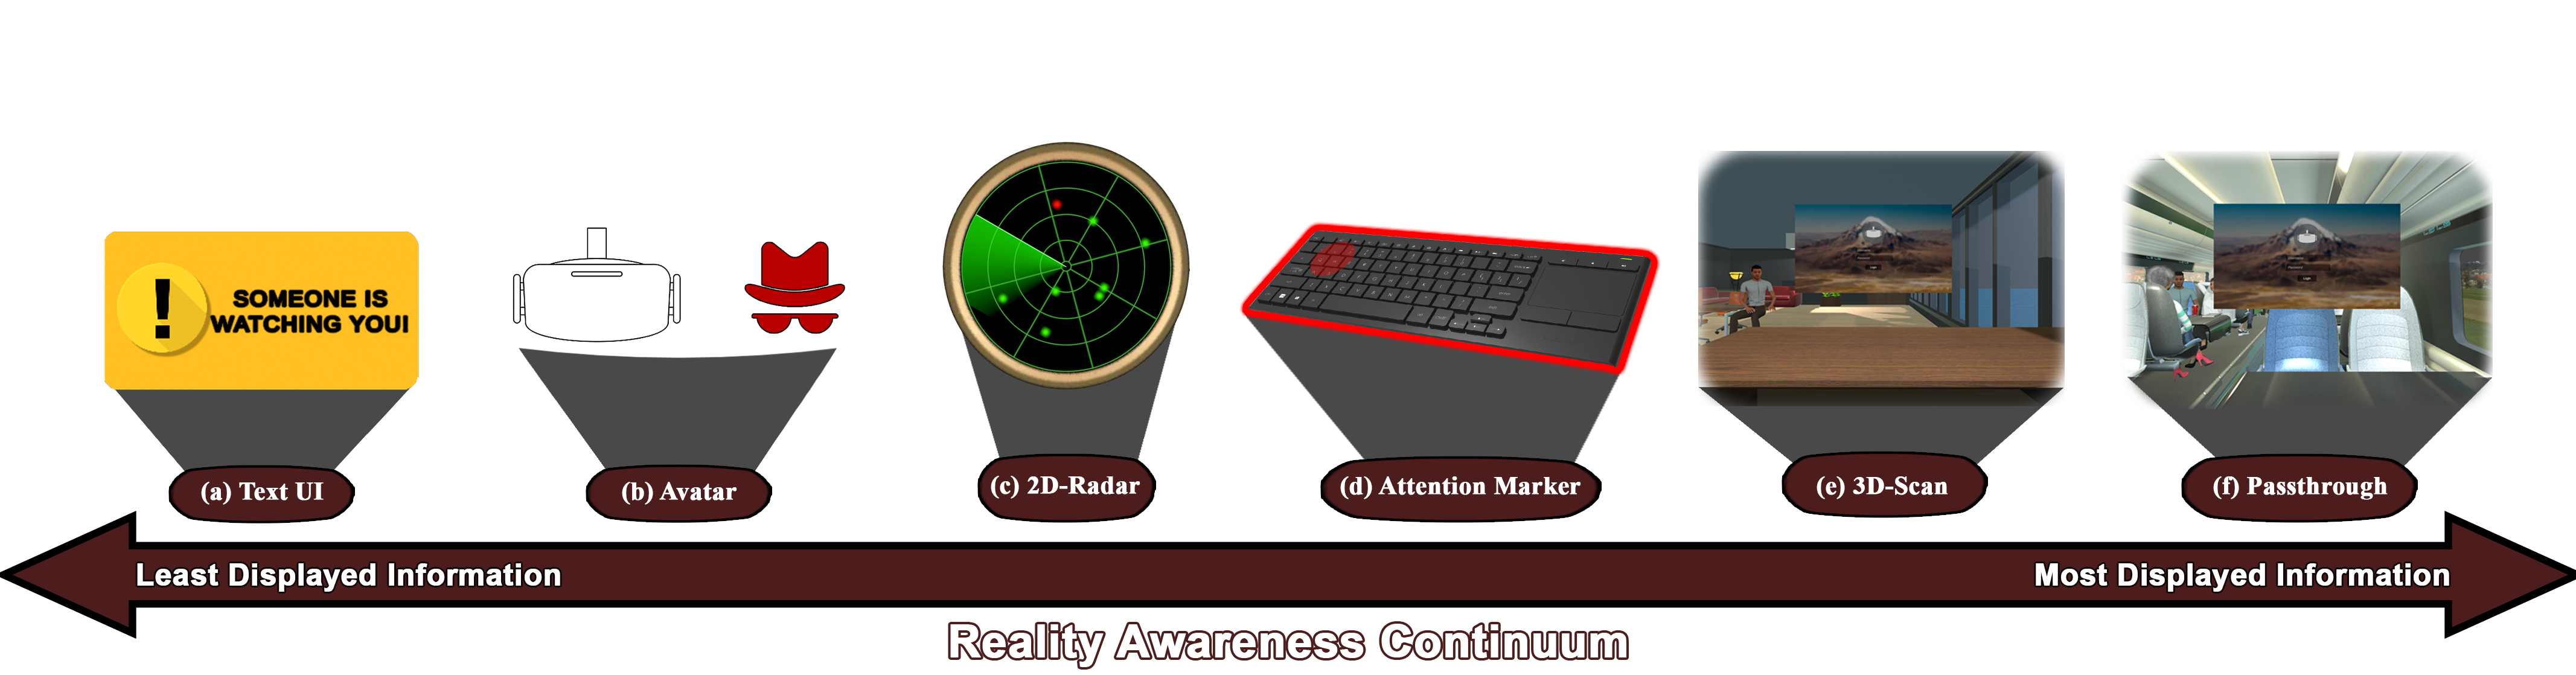 SOMEONE IS
WATCHING YOU!
(a) Text UI
(b) Avatar
(c) 2D-Radar
(d) Attention Marker
(e) 3D-Scan
(f) Passthrough
Least Displayed Information
Most Displayed Information
Reality Awareness Continuum